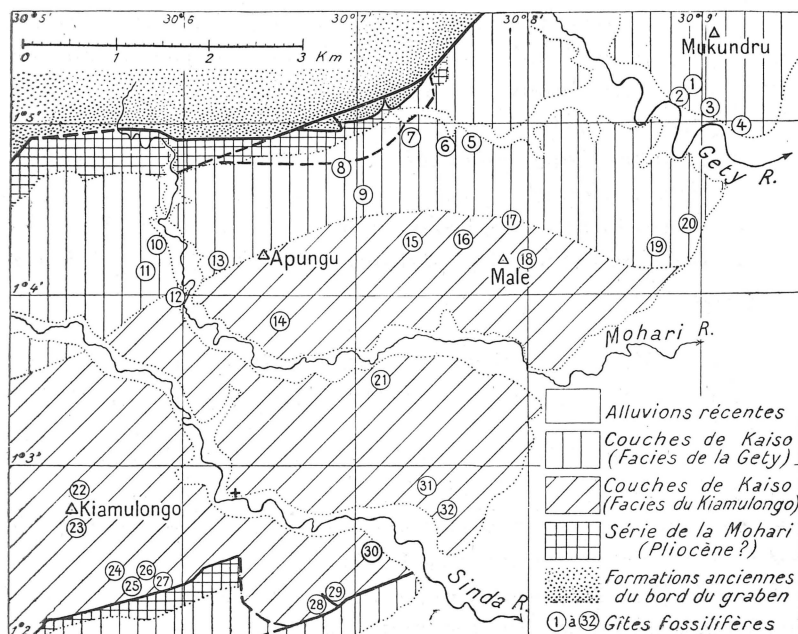 30°5' 30°6' 30°7' 30°8' 30°9'
0 1 2 3 Km
Mukundru
1°5'
1
2
3
4
5
6
7
8
9
Gety R.
10
11
12
13
14
15
16
17
18
19
20
Apungu
Male
1°4'
Mohari R.
21
1°3'
22
Kiamulongo
23
24
25
26
27
28
29
30
31
32
Sinda R.
1°2'
Alluvions récentes
Couches de Kaiso
(Facies de la Gety)
Couches de Kaiso
(Facies du Kiamulongo)
Série de la Mohari
(Pliocène?)
Formations anciennes
du bord du graben
1 à 32 Gîtes fossilifères